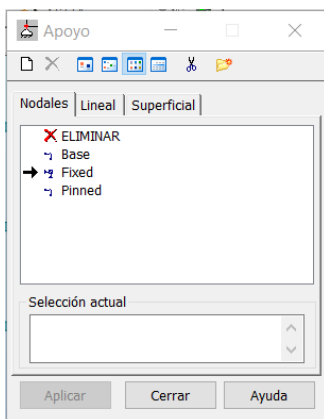 Apoyo
Nodales Lineal Superficial
ELIMINAR
Base
Fixed
Pinned
Selección actual
Aplicar Cerrar Ayuda